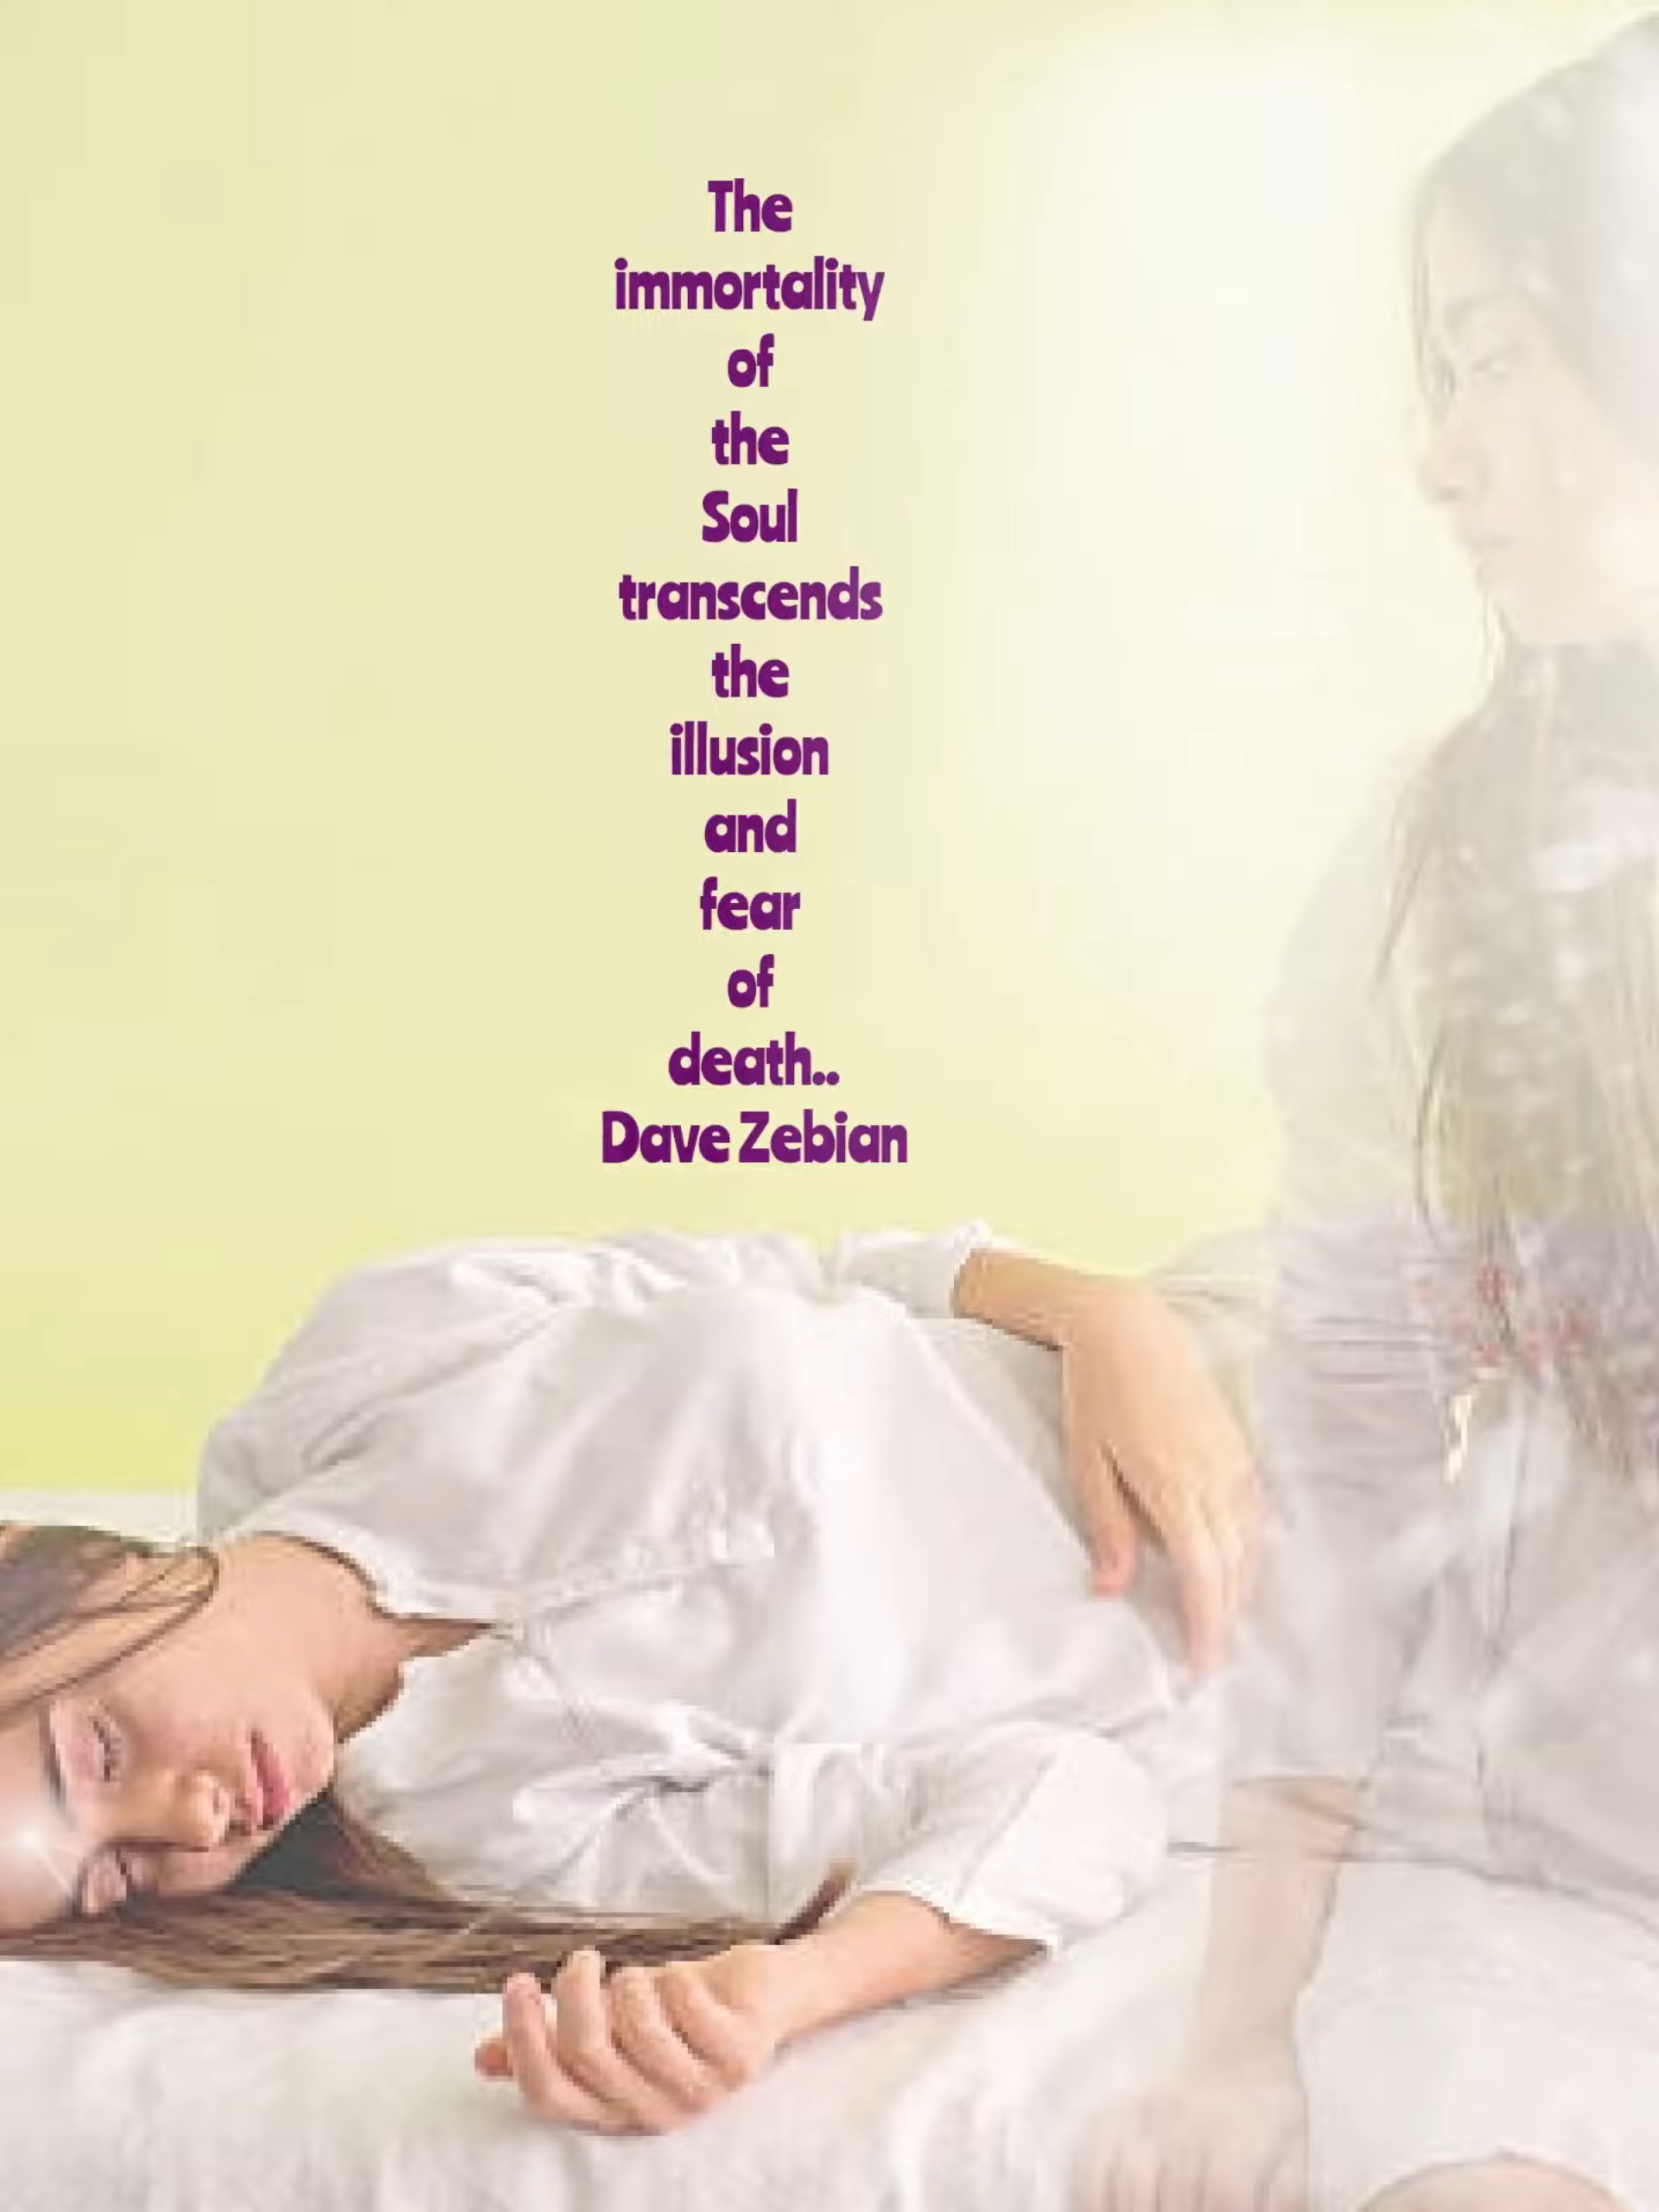 The
immortality
of
the
Soul
transcends
the
illusion
and
fear
of
death..
Dave Zebian